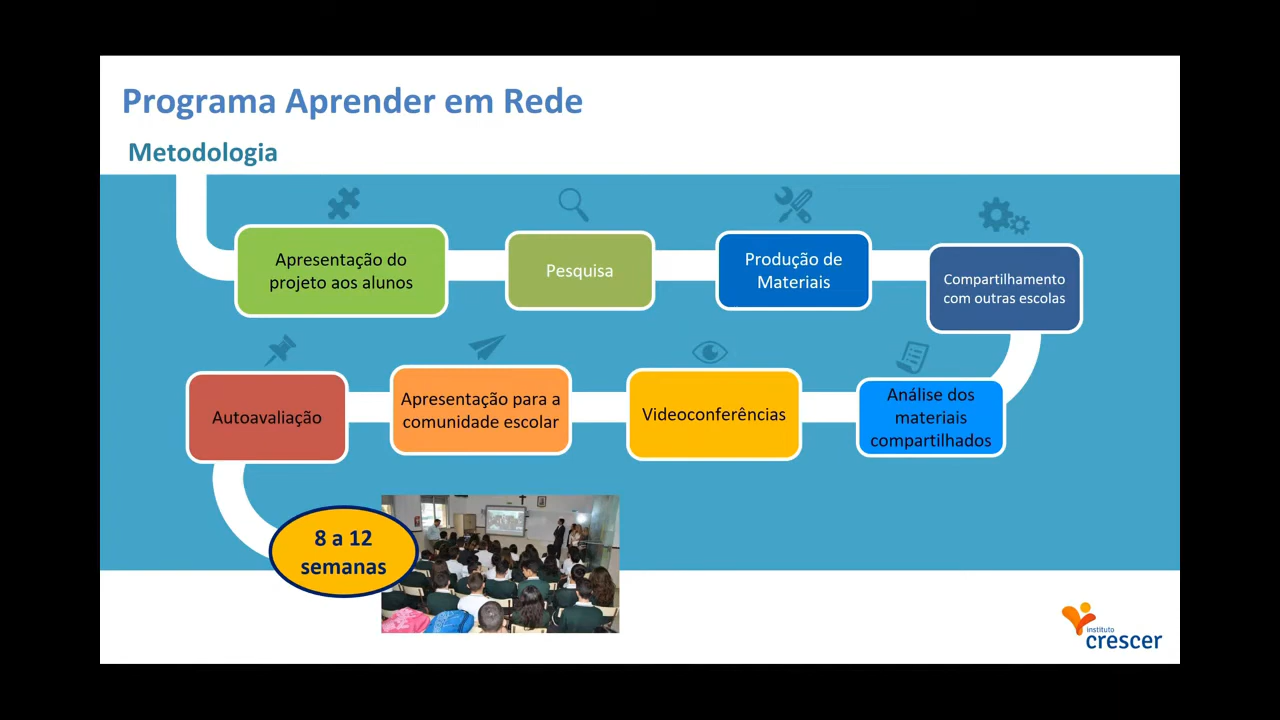 Programa Aprender em Rede
Metodologia
Apresentação do
projeto aos alunos
Pesquisa
Produção de
Materiais
Compartilhamento
com outras escolas
Análise dos
materiais
compartilhados
Videoconferências
Apresentação para a
comunidade escolar
Autoavaliação
8 a 12
semanas
instituto
crescer